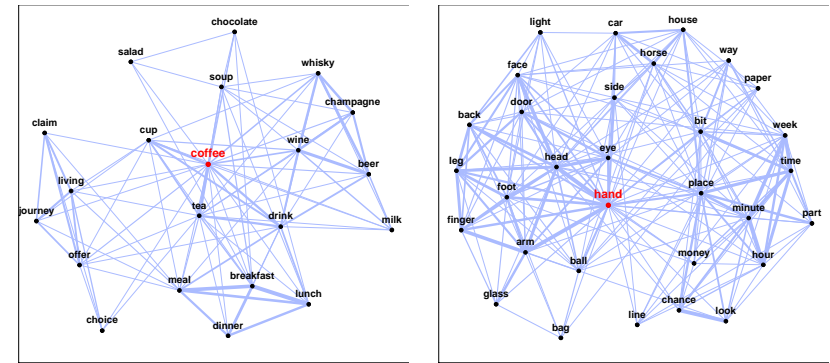 chocolate
salad
whisky
soup
champagne
claim
cup
coffee
wine
beer
living
journey
tea
drink
milk
offer
meal
breakfast
lunch
choice
dinner
light
car
house
horse
way
face
paper
side
door
back
bit
week
eye
leg
head
time
foot
hand
place
finger
minute
part
arm
ball
money
hour
glass
chance
line
look
bag